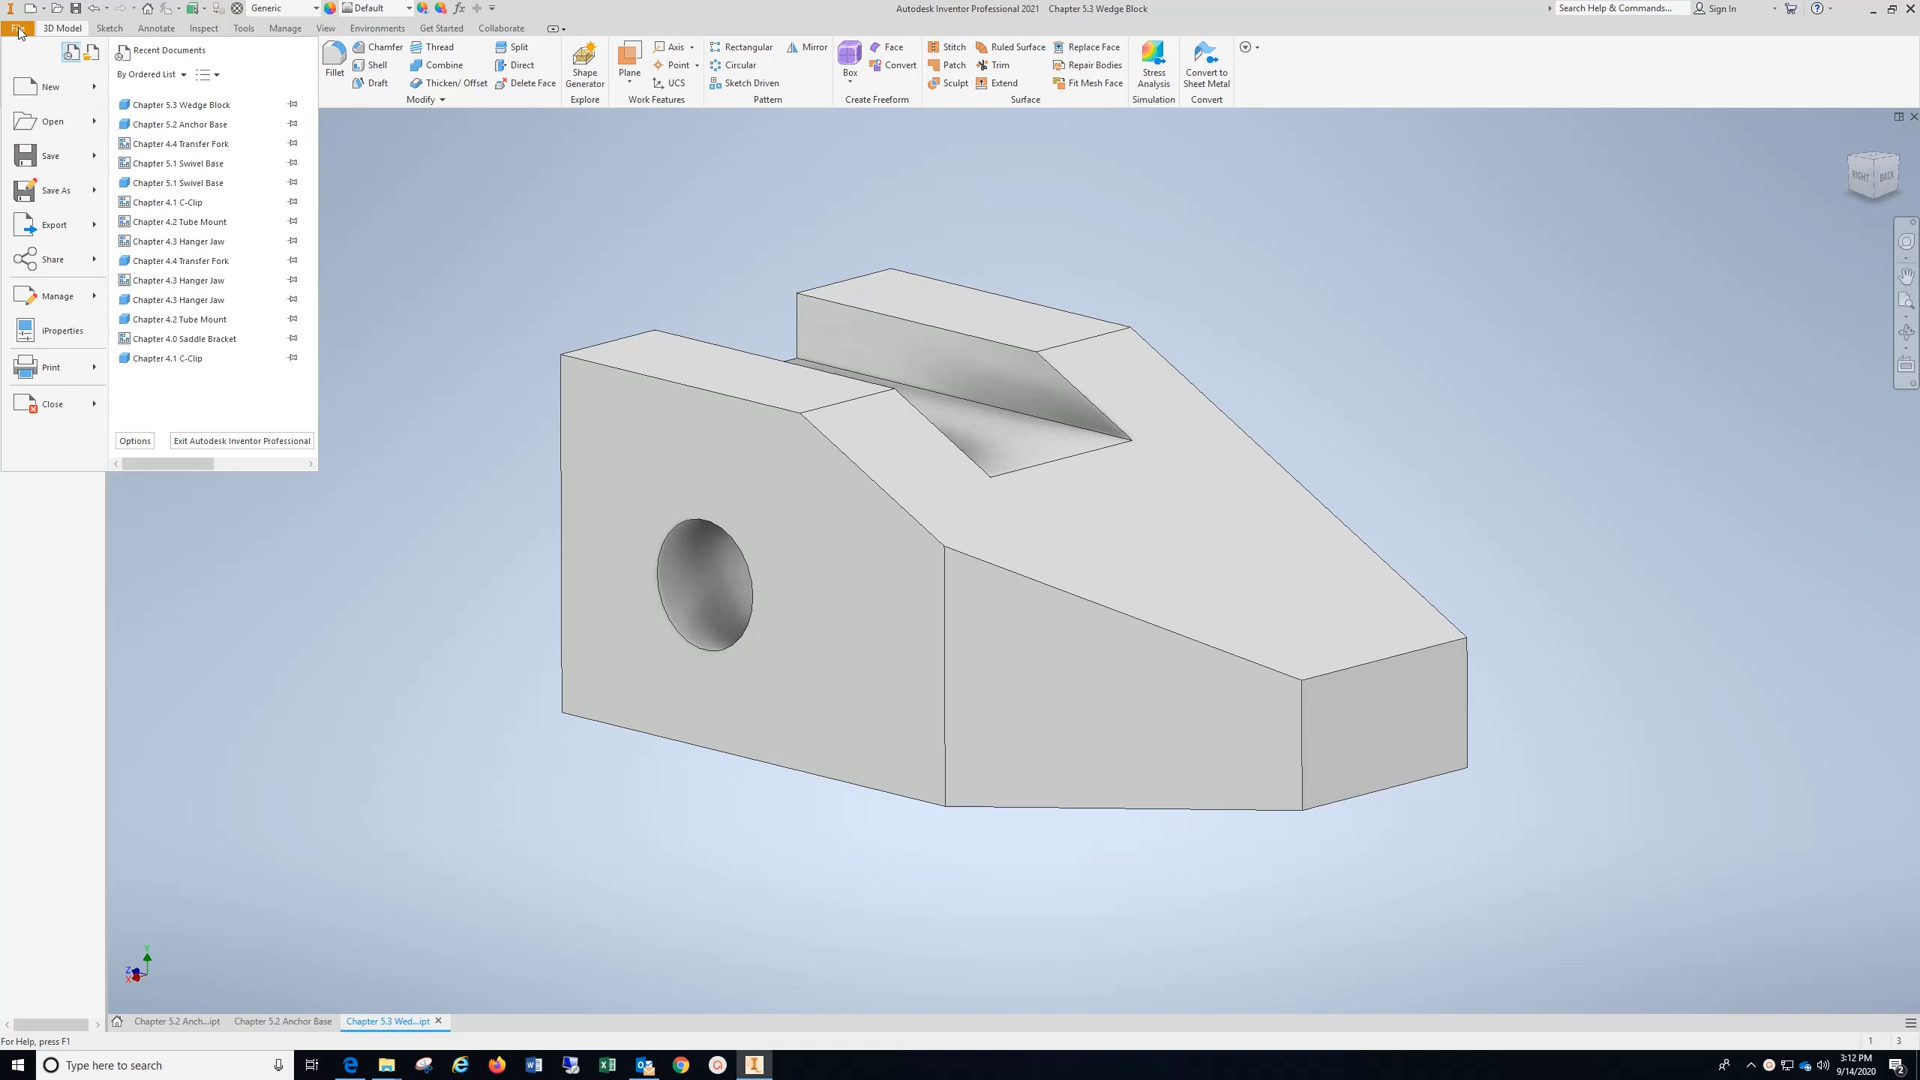 Generic
Default
Autodesk Inventor Professional 2021 Chapter 5.3 Wedge Block
Search Help & Commands...
Sign In
3D Model Sketch Annotate Inspect Tools Manage View Environments Get Started Collaborate
Fillet
Chamfer
Shell
Draft
Thread
Combine
Thicken/ Offset
Split
Direct
Delete Face
Modify
Shape Generator
Explore
Plane
Axis
Point
UCS
Work Features
Rectangular
Circular
Sketch Driven
Mirror
Pattern
Box
Face
Convert
Create Freeform
Stitch
Patch
Sculpt
Ruled Surface
Trim
Extend
Replace Face
Repair Bodies
Fit Mesh Face
Surface
Stress Analysis
Simulation
Convert to Sheet Metal
Convert
New
Open
Save
Save As
Export
Share
Manage
iProperties
Print
Close
Recent Documents
By Ordered List
Chapter 5.3 Wedge Block
Chapter 5.2 Anchor Base
Chapter 4.4 Transfer Fork
Chapter 5.1 Swivel Base
Chapter 5.1 Swivel Base
Chapter 4.1 C-Clip
Chapter 4.2 Tube Mount
Chapter 4.3 Hanger Jaw
Chapter 4.4 Transfer Fork
Chapter 4.3 Hanger Jaw
Chapter 4.3 Hanger Jaw
Chapter 4.2 Tube Mount
Chapter 4.0 Saddle Bracket
Chapter 4.1 C-Clip
Options
Exit Autodesk Inventor Professional
RIGHT BACK
Y
Z
X
Chapter 5.2 Anch...ipt
Chapter 5.2 Anchor Base
Chapter 5.3 Wed...ipt
For Help, press F1
1 3
Type here to search
3:12 PM
9/14/2020
2